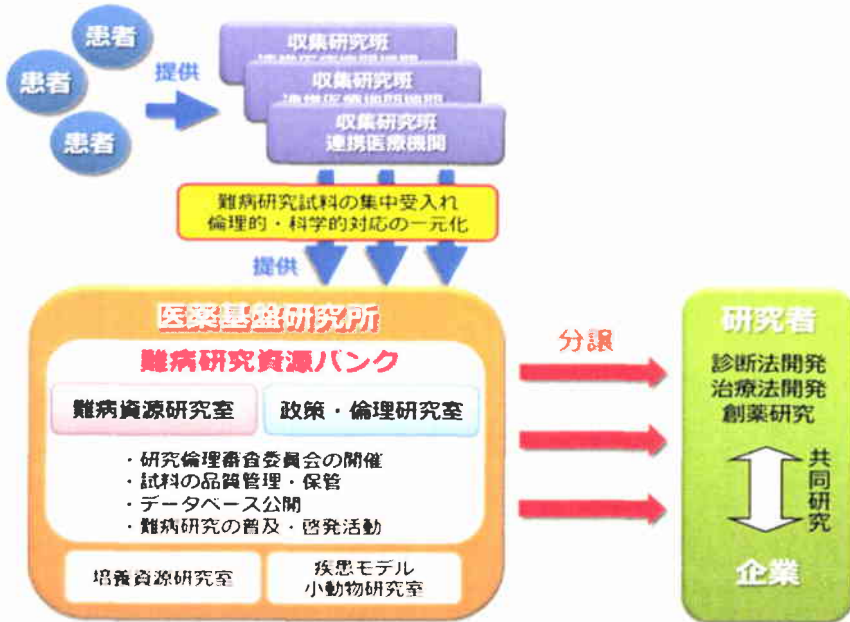 患者
患者
患者
提供
収集研究班
収集研究班
収集研究班
連携医療機関
難病研究試料の集中受入れ
倫理的・科学的対応の一元化
提供
医薬基盤研究所
難病研究資源バンク
難病資源研究室
政策・倫理研究室
・研究倫理審査委員会の開催
・試料の品質管理・保管
・データベース公開
・難病研究の普及・啓発活動
培養資源研究室
疾患モデル
小動物研究室
分譲
研究者
診断法開発
治療法開発
創薬研究
共同研究
企業